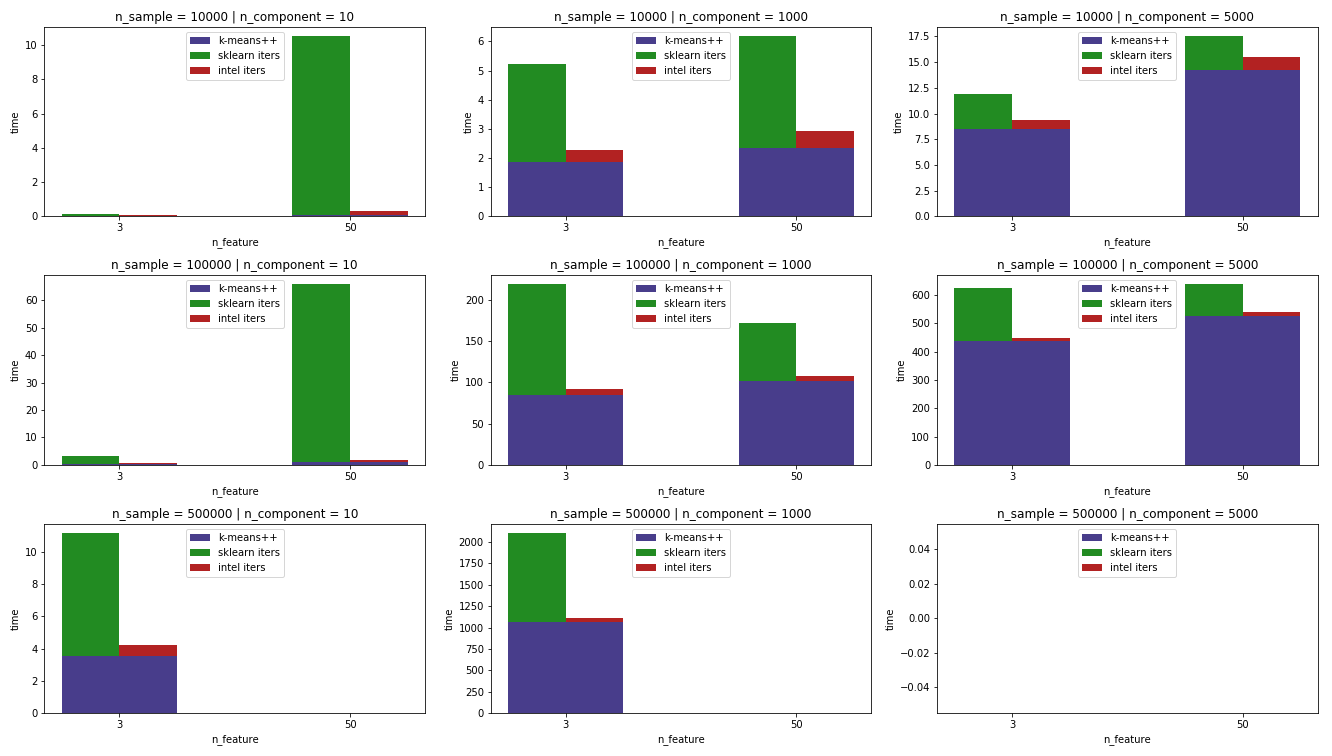 n_sample = 10000 | n_component = 10
10
8
6
4
2
0
time
k-means++
sklearn iters
intel iters
3
50
n_feature
n_sample = 10000 | n_component = 1000
6
5
4
3
2
1
0
time
k-means++
sklearn iters
intel iters
3
50
n_feature
n_sample = 10000 | n_component = 5000
17.5
15.0
12.5
10.0
7.5
5.0
2.5
0.0
time
k-means++
sklearn iters
intel iters
3
50
n_feature
n_sample = 100000 | n_component = 10
60
50
40
30
20
10
0
time
k-means++
sklearn iters
intel iters
3
50
n_feature
n_sample = 100000 | n_component = 1000
200
150
100
50
0
time
k-means++
sklearn iters
intel iters
3
50
n_feature
n_sample = 100000 | n_component = 5000
600
500
400
300
200
100
0
time
k-means++
sklearn iters
intel iters
3
50
n_feature
n_sample = 500000 | n_component = 10
10
8
6
4
2
0
time
k-means++
sklearn iters
intel iters
3
50
n_feature
n_sample = 500000 | n_component = 1000
2000
1750
1500
1250
1000
750
500
250
0
time
k-means++
sklearn iters
intel iters
3
50
n_feature
n_sample = 500000 | n_component = 5000
0.04
0.02
0.00
−0.02
−0.04
time
k-means++
sklearn iters
intel iters
3
50
n_feature